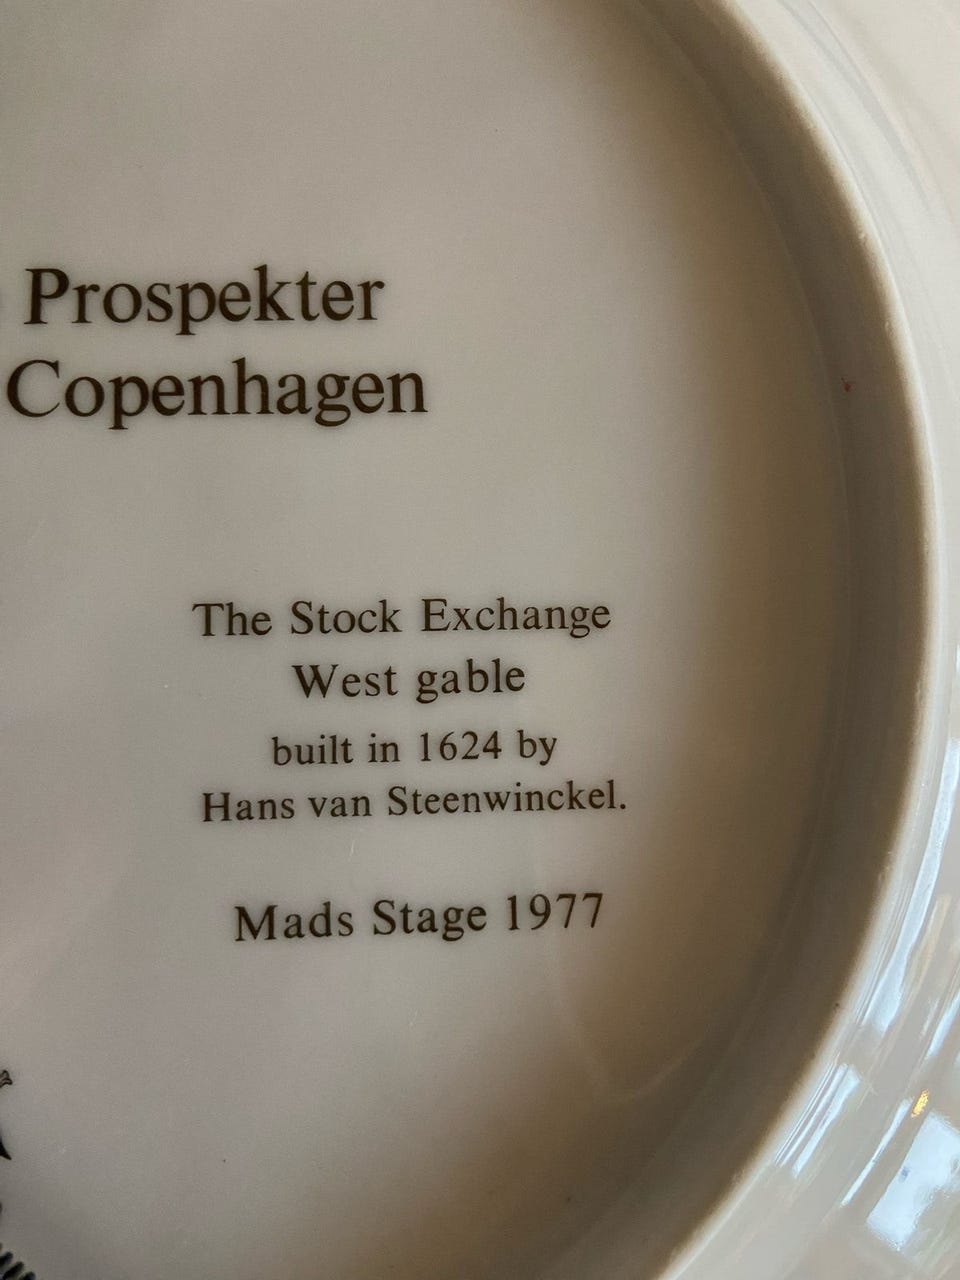 Prospekter
Copenhagen
The Stock Exchange
West gable
built in 1624 by
Hans van Steenwinckel.
Mads Stage 1977